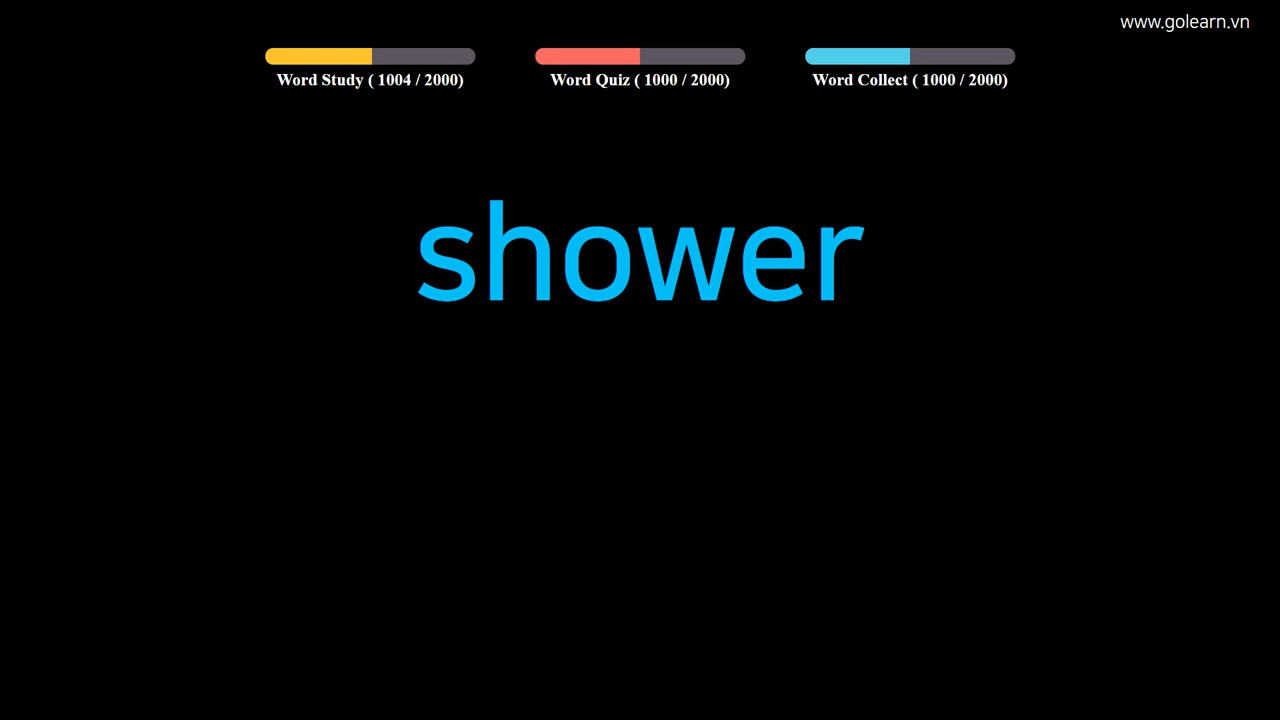 www.golearn.vn
Word Study ( 1004 / 2000)
Word Quiz ( 1000 / 2000)
Word Collect ( 1000 / 2000)
shower